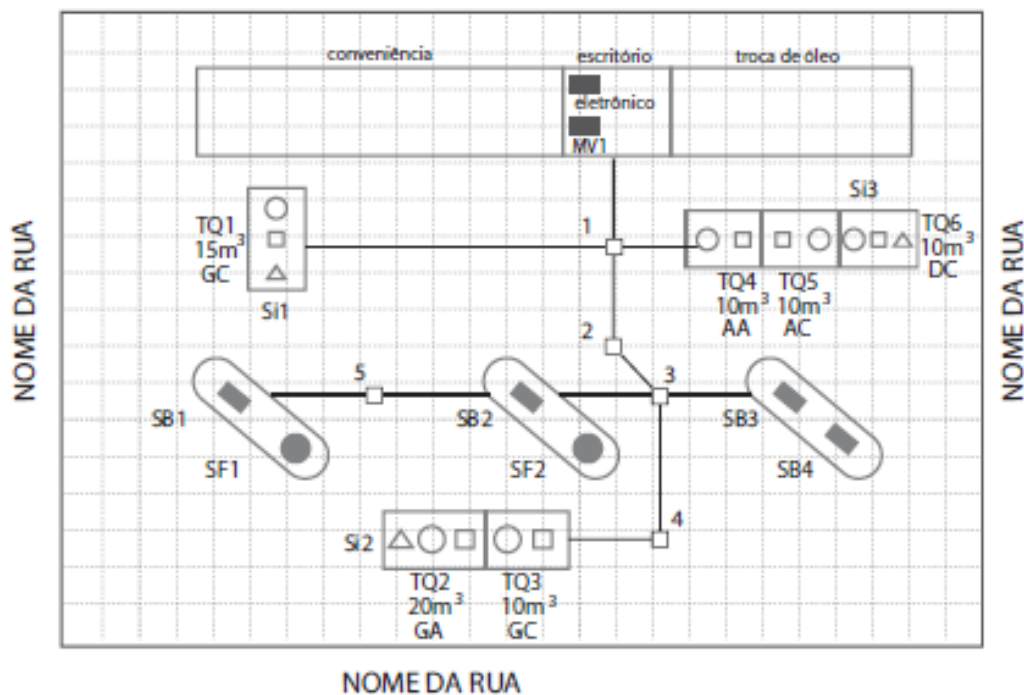 conveniência
escritório
troca de óleo
eletrônico
MV1
Si3
TQ1
15m³
GC
Si1
1
TQ6
10m³
DC
TQ4
10m³
AA
TQ5
10m³
AC
NOME DA RUA
NOME DA RUA
2
5
3
SB1
SF1
SB2
SF2
SB3
SB4
4
Si2
TQ2
20m³
GA
TQ3
10m³
GC
NOME DA RUA